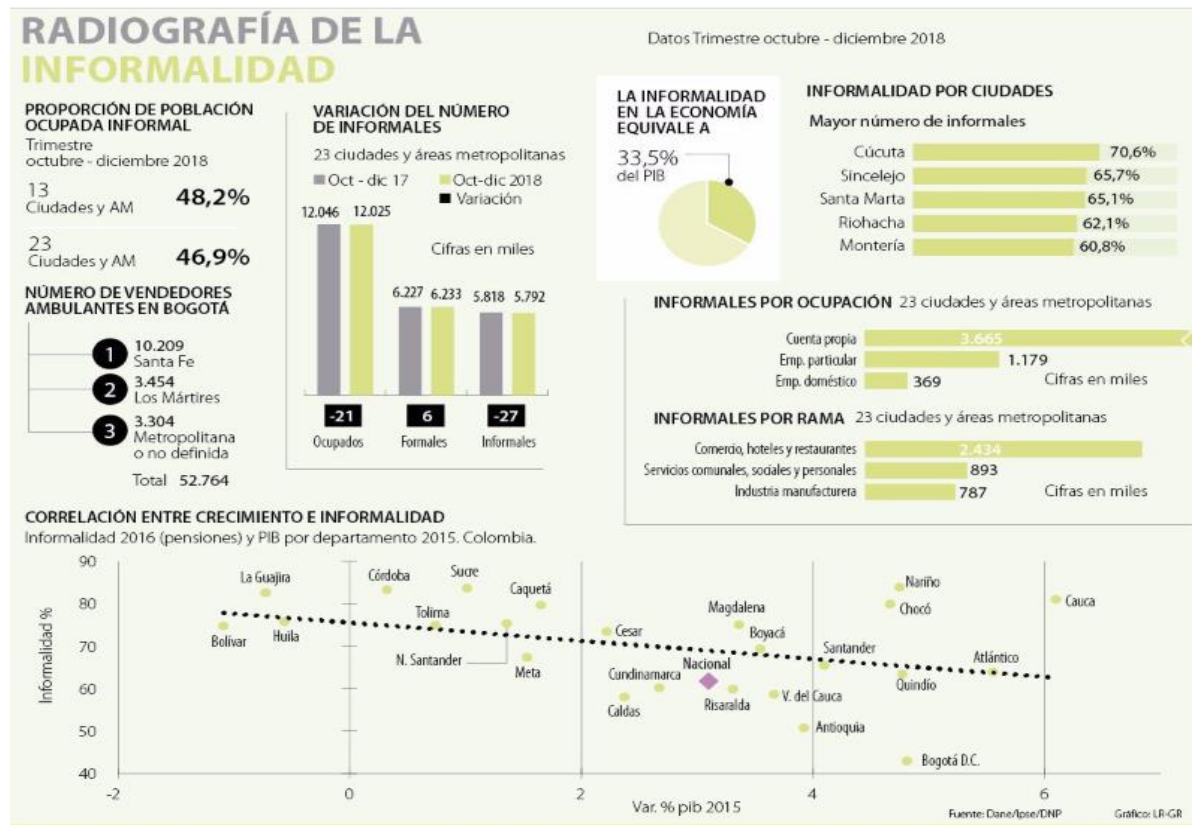 RADIOGRAFÍA DE LA
INFORMALIDAD
Datos Trimestre octubre - diciembre 2018
PROPORCIÓN DE POBLACIÓN
OCUPADA INFORMAL
Trimestre
octubre - diciembre 2018
13
Ciudades y AM
48,2%
23
Ciudades y AM
46,9%
NÚMERO DE VENDEDORES
AMBULANTES EN BOGOTÁ
1
10.209
Santa Fe
2
3.454
Los Mártires
3
3.304
Metropolitana
o no definida
Total 52.764
VARIACIÓN DEL NÚMERO
DE INFORMALES
23 ciudades y áreas metropolitanas
Oct - dic 17
Oct-dic 2018
Variación
12.046 12.025
Cifras en miles
6.227 6.233 5.818 5.792
-21 6 -27
Ocupados Formales Informales
LA INFORMALIDAD
EN LA ECONOMÍA
EQUIVALE A
33,5%
del PIB
INFORMALIDAD POR CIUDADES
Mayor número de informales
Cúcuta 70,6%
Sincelejo 65,7%
Santa Marta 65,1%
Riohacha 62,1%
Montería 60,8%
INFORMALES POR OCUPACIÓN 23 ciudades y áreas metropolitanas
Cuenta propia 3.665
Emp. particular 1.179
Emp. doméstico 369 Cifras en miles
INFORMALES POR RAMA 23 ciudades y áreas metropolitanas
Comercio, hoteles y restaurantes 2.434
Servicios comunales, sociales y personales 893
Industria manufacturera 787 Cifras en miles
CORRELACIÓN ENTRE CRECIMIENTO E INFORMALIDAD
Informalidad 2016 (pensiones) y PIB por departamento 2015. Colombia.
Informalidad %
90
80
70
60
50
40
La Guajira
Córdoba
Sucre
Caquetá
Nariño
Chocó
Cauca
Magdalena
Tolima
Bolívar
Huila
Cesar
Boyacá
N. Santander
Meta
Santander
Atlántico
Nacional
Cundinamarca
Caldas
Risaralda
V. del Cauca
Quindío
Antioquia
Bogotá D.C.
-2 0 2 4 6
Var. % pib 2015
Fuente: Dane/Ipse/DNP Gráfico: LR-GR